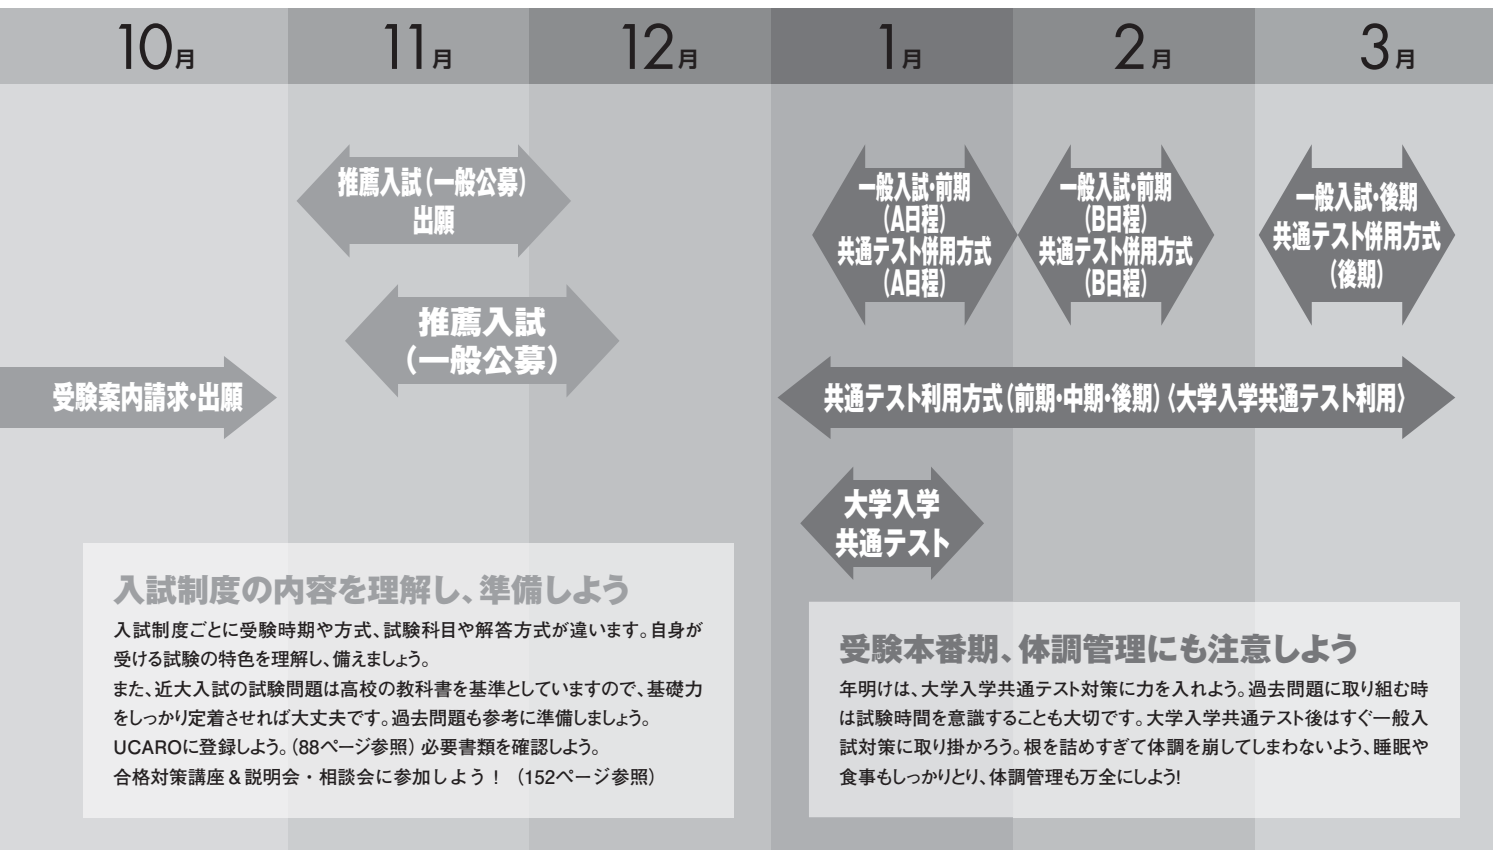 10月
11月
12月
1月
2月
3月
推薦入試(一般公募)
出願
推薦入試
(一般公募)
受験案内請求・出願
一般入試・前期
(A日程)
共通テスト併用方式
(A日程)
一般入試・前期
(B日程)
共通テスト併用方式
(B日程)
一般入試・後期
共通テスト併用方式
(後期)
共通テスト利用方式(前期・中期・後期)〈大学入学共通テスト利用〉
大学入学
共通テスト
入試制度の内容を理解し、準備しよう
入試制度ごとに受験時期や方式、試験科目や解答方式が違います。自身が
受ける試験の特色を理解し、備えましょう。
また、近大入試の試験問題は高校の教科書を基準としていますので、基礎力
をしっかり定着させれば大丈夫です。過去問題も参考に準備しましょう。
UCAROに登録しよう。(88ページ参照) 必要書類を確認しよう。
合格対策講座&説明会・相談会に参加しよう! (152ページ参照)
受験本番期、体調管理にも注意しよう
年明けは、大学入学共通テスト対策に力を入れよう。過去問題に取り組む時
は試験時間を意識することも大切です。大学入学共通テスト後はすぐ一般入
試対策に取り掛かろう。根を詰めすぎて体調を崩してしまわないよう、睡眠や
食事もしっかりとり、体調管理も万全にしよう!